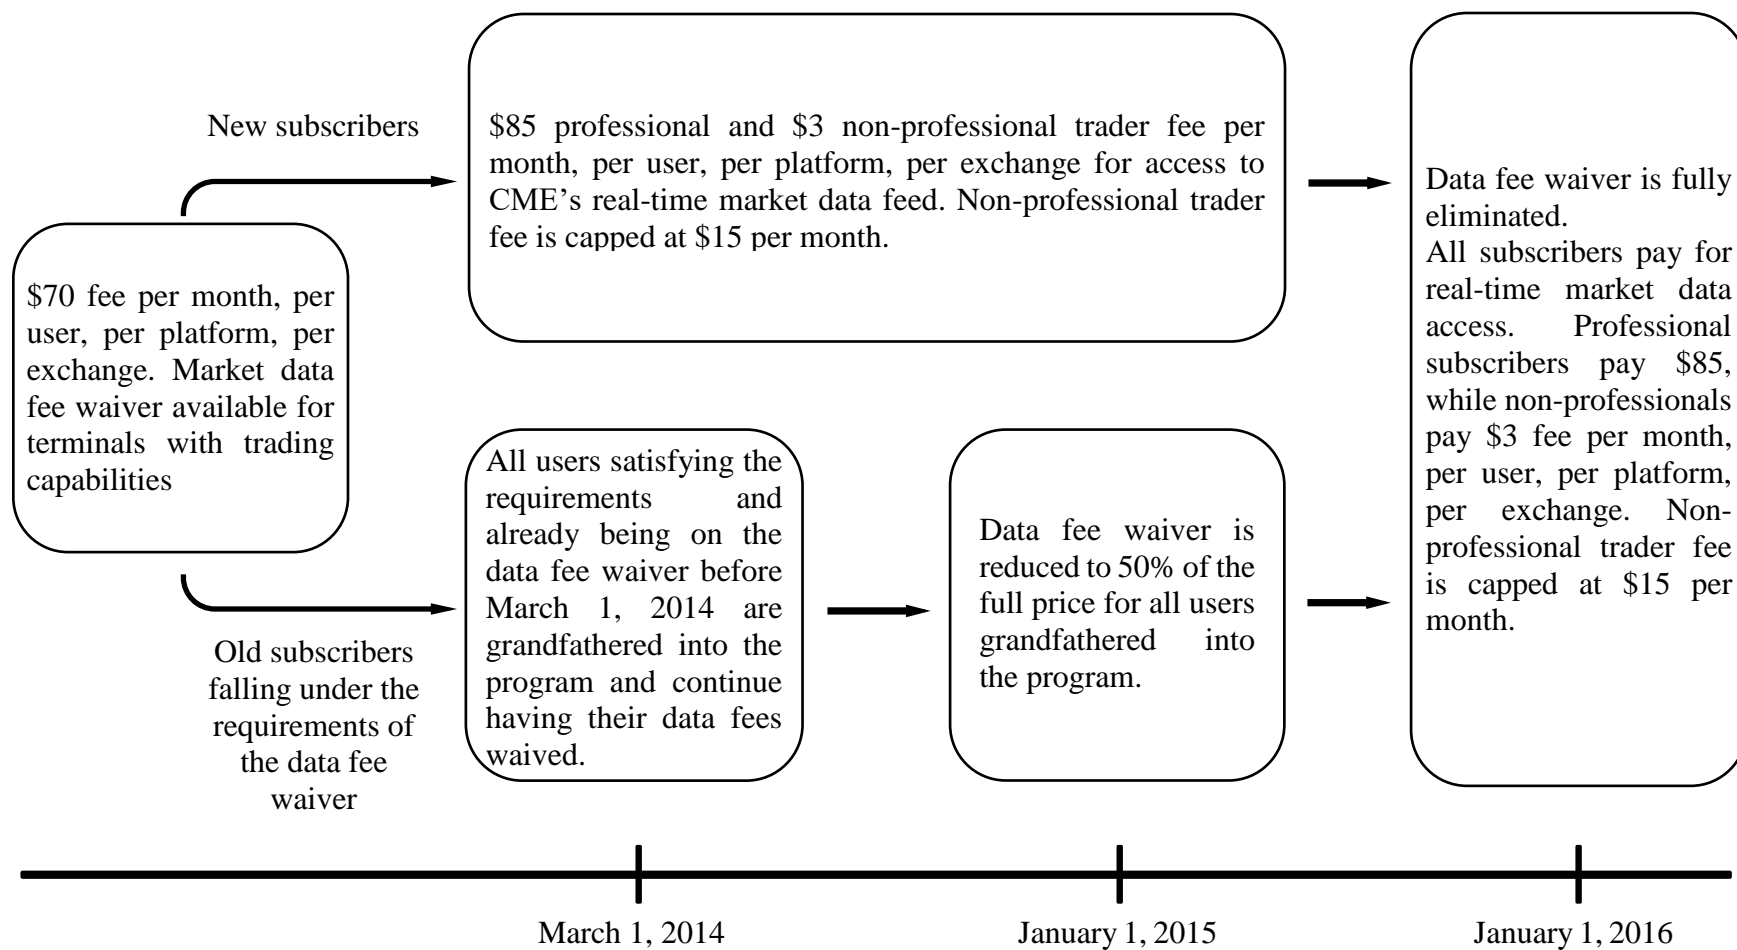 New subscribers
$85 professional and $3 non-professional trader fee per
month, per user, per platform, per exchange for access to
CME’s real-time market data feed. Non-professional trader
fee is capped at $15 per month.
$70 fee per month, per
user, per platform, per
exchange. Market data
fee waiver available for
terminals with trading
capabilities
Old subscribers
falling under the
requirements of
the data fee
waiver
All users satisfying the
requirements and
already being on the
data fee waiver before
March 1, 2014 are
grandfathered into the
program and continue
having their data fees
waived.
Data fee waiver is
reduced to 50% of the
full price for all users
grandfathered into
the program.
Data fee waiver is fully
eliminated.
All subscribers pay for
real-time market data
access. Professional
subscribers pay $85,
while non-professionals
pay $3 fee per month,
per user, per platform,
per exchange. Non-
professional trader fee
is capped at $15 per
month.
March 1, 2014
January 1, 2015
January 1, 2016